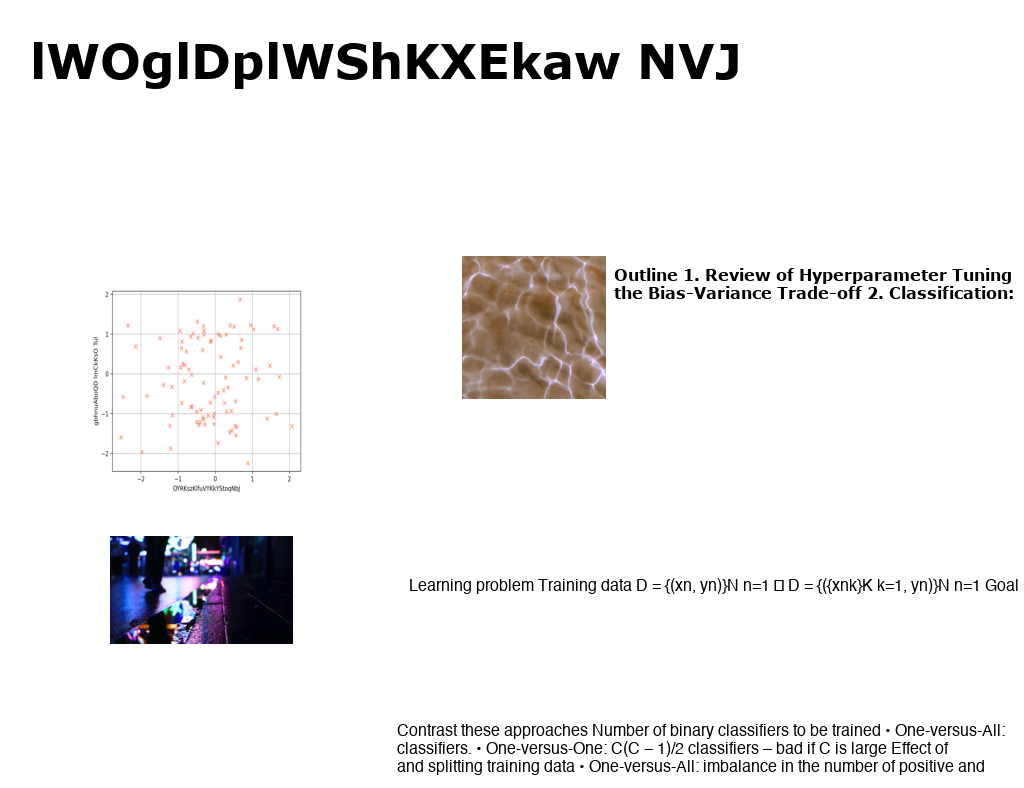 lWOglDplWShKXEkaw NVJ
Outline 1. Review of Hyperparameter Tuning
the Bias-Variance Trade-off 2. Classification:
2
1
0
−1
−2
−2 −1 0 1 2
Learning problem Training data D = {(xn, yn)}N n=1 � D = {({xnk}K k=1, yn)}N n=1 Goal
Contrast these approaches Number of binary classifiers to be trained • One-versus-All:
classifiers. • One-versus-One: C(C – 1)/2 classifiers – bad if C is large Effect of
and splitting training data • One-versus-All: imbalance in the number of positive and